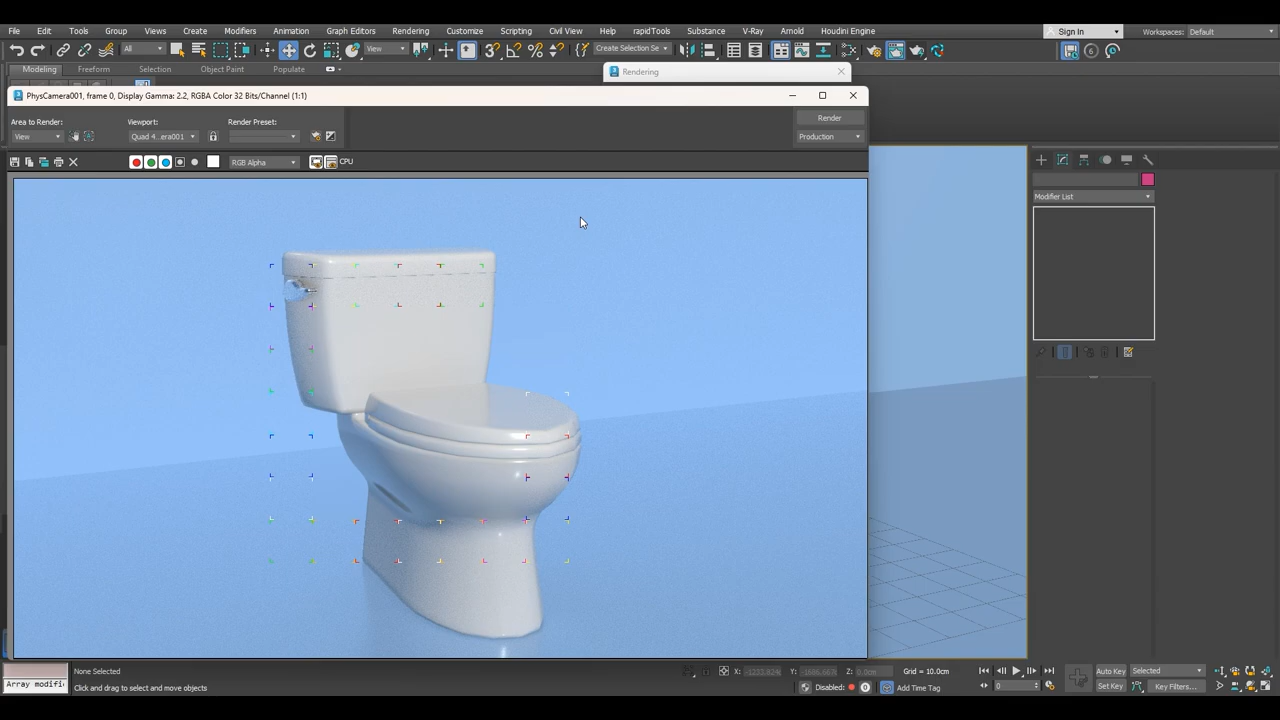 File Edit Tools Group Views Create Modifiers Animation Graph Editors Rendering Customize Scripting Civil View Substance V-Ray Arnold Houdini Engine Help rapidTools Sign In Workspaces: Default
All View Create Selection Se
Modeling Freeform Selection Object Paint Populate Rendering
PhysCamera001, frame 0, Display Gamma: 2.2, RGBA Color 32 Bits/Channel (1:1)
Area to Render: Viewport: Render Preset: Render
View Quad 4...era001 Production
RGB Alpha CPU
Modifier List
None Selected X: Y: Z: 0.0cm Grid = 10.0cm Auto Key Selected
Array modifi Click and drag to select and move objects Disabled: Add Time Tag 0 Set Key Key Filters...